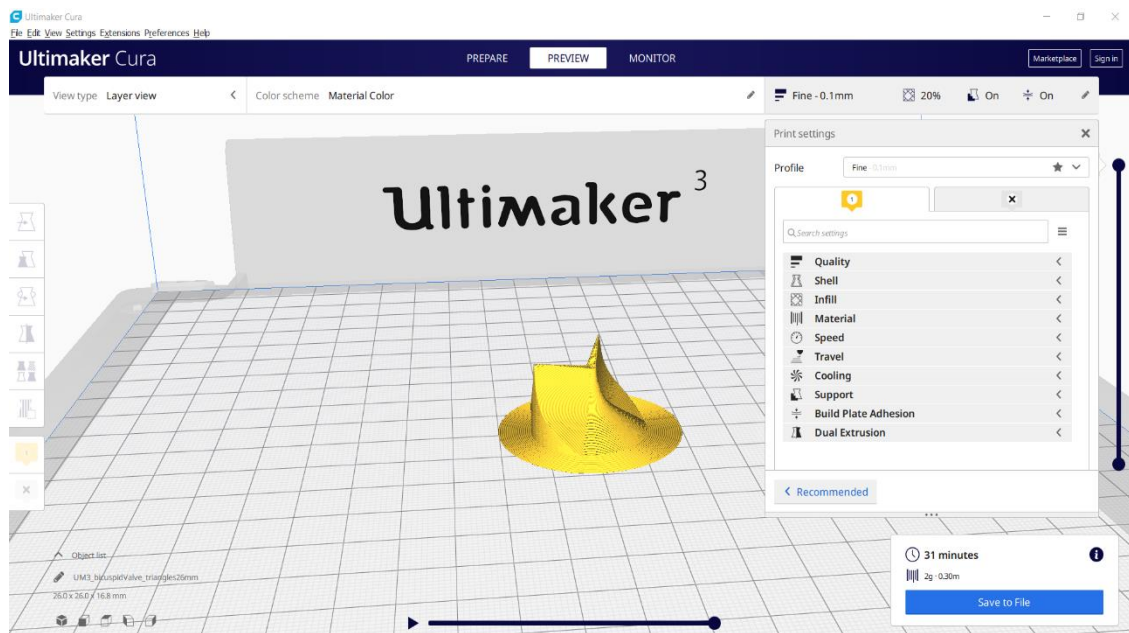 Ultimaker Cura
File Edit View Settings Extensions Preferences Help
Ultimaker Cura
PREPARE PREVIEW MONITOR
Marketplace Sign in
View type Layer view
Color scheme Material Color
Fine - 0.1mm 20% On On
Print settings
Profile Fine - 0.1mm
1
Search settings
Quality
Shell
Infill
Material
Speed
Travel
Cooling
Support
Build Plate Adhesion
Dual Extrusion
Recommended
Ultimaker 3
Object list
UM3_bicuspidValve_triangles26mm
26.0 x 26.0 x 16.8 mm
31 minutes
2g · 0.30m
Save to File